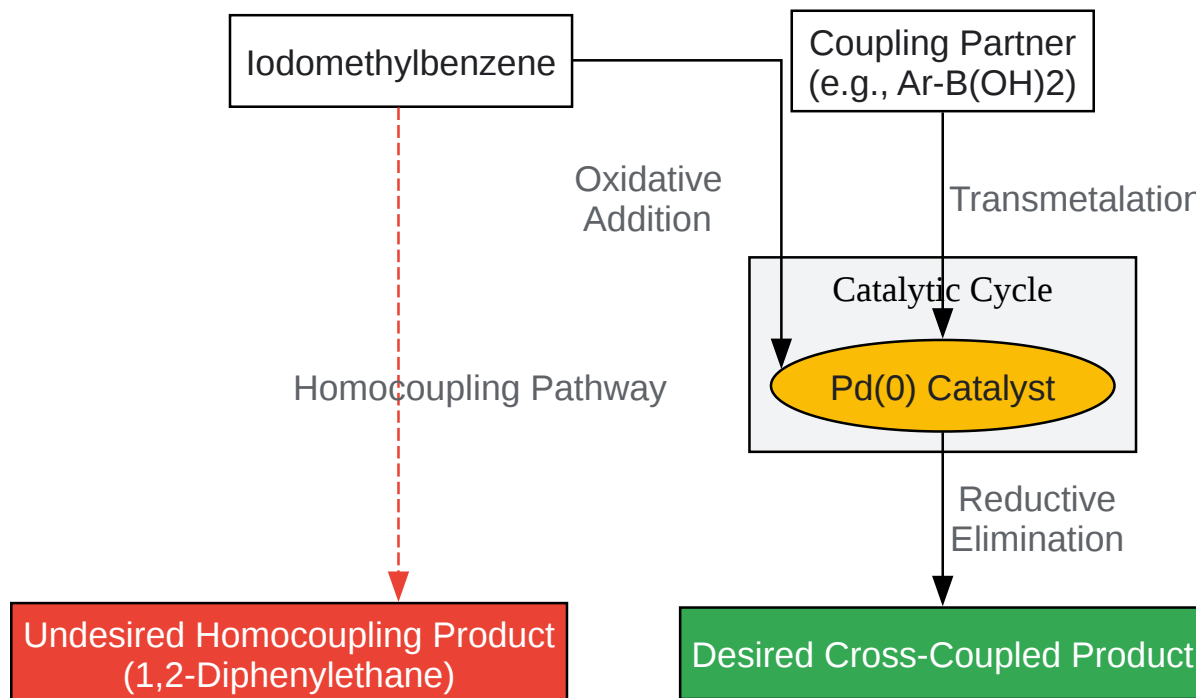 Iodomethylbenzene
Coupling Partner
(e.g., Ar-B(OH)2)
Oxidative
Addition
Transmetalation
Catalytic Cycle
Homocoupling Pathway
Pd(0) Catalyst
Reductive
Elimination
Undesired Homocoupling Product
(1,2-Diphenylethane)
Desired Cross-Coupled Product